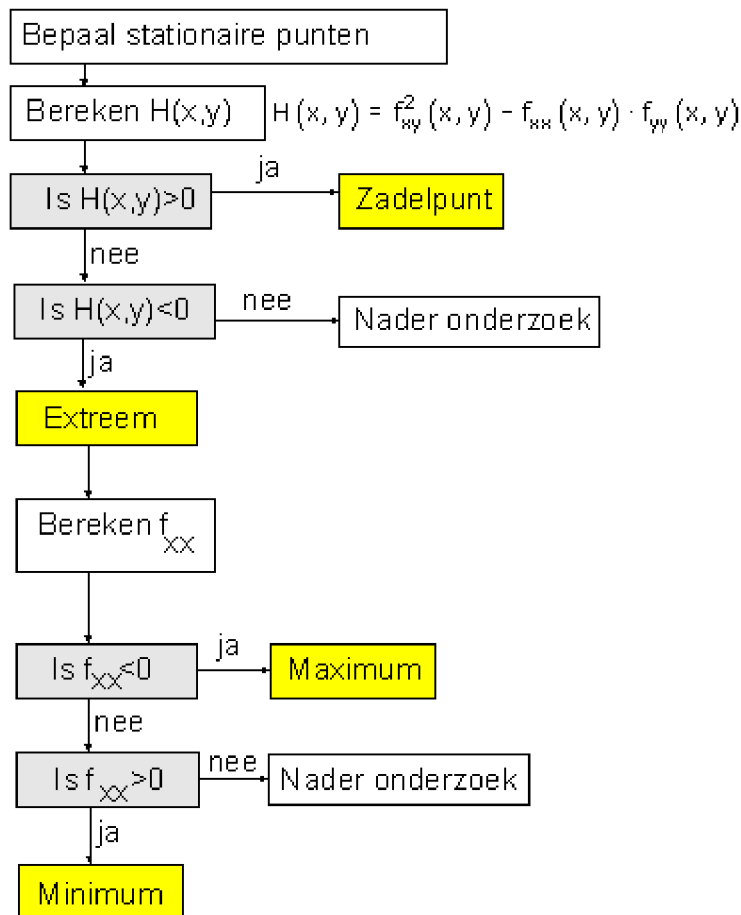 Bepaal stationaire punten
Bereken H(x,y) H(x, y) = f²xy(x, y) − fxx(x, y) · fyy(x, y)
Is H(x,y)>0
ja
Zadelpunt
nee
Is H(x,y)<0
nee
Nader onderzoek
ja
Extreem
Bereken fxx
Is fxx<0
ja
Maximum
nee
Is fxx>0
nee
Nader onderzoek
ja
Minimum